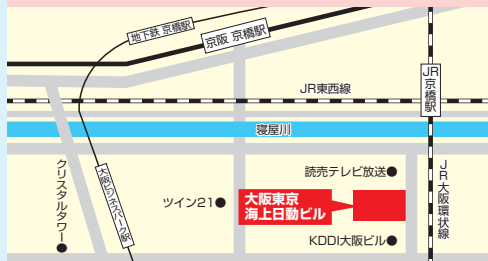 地下鉄 京橋駅
京阪 京橋駅
JR京橋駅
JR東西線
寝屋川
クリスタルタワー
大阪ビジネスパーク駅
ツイン21
読売テレビ放送
大阪東京
海上日動ビル
KDDI大阪ビル
JR大阪環状線